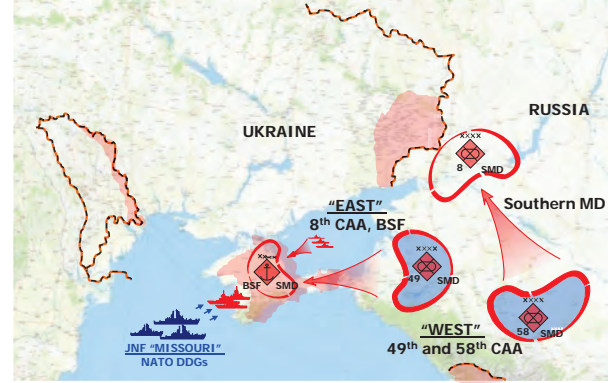 RUSSIA
UKRAINE
XXXX
8 SMD
"EAST"
8th CAA, BSF
Southern MD
XXXX
BSF SMD
XXXX
49 SMD
XXXX
58 SMD
"WEST"
49th and 58th CAA
JNF "MISSOURI"
NATO DDGs